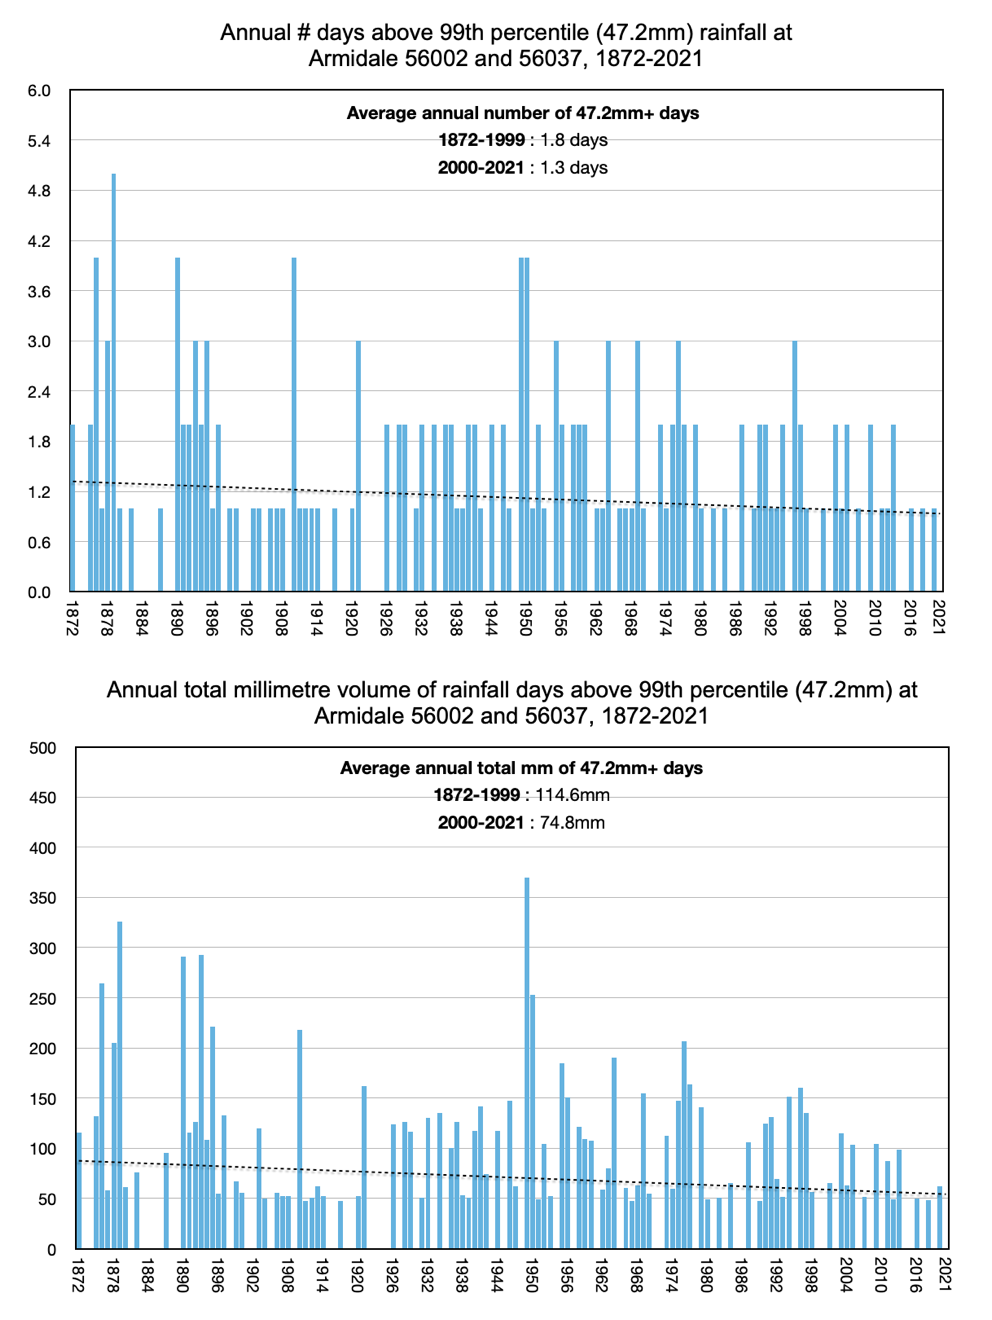 Annual # days above 99th percentile (47.2mm) rainfall at
Armidale 56002 and 56037, 1872-2021
Average annual number of 47.2mm+ days
1872-1999 : 1.8 days
2000-2021 : 1.3 days
6.0
5.4
4.8
4.2
3.6
3.0
2.4
1.8
1.2
0.6
0.0
1872 1878 1884 1890 1896 1902 1908 1914 1920 1926 1932 1938 1944 1950 1956 1962 1968 1974 1980 1986 1992 1998 2004 2010 2016 2021
Annual total millimetre volume of rainfall days above 99th percentile (47.2mm) at
Armidale 56002 and 56037, 1872-2021
Average annual total mm of 47.2mm+ days
1872-1999 : 114.6mm
2000-2021 : 74.8mm
500
450
400
350
300
250
200
150
100
50
0
1872 1878 1884 1890 1896 1902 1908 1914 1920 1926 1932 1938 1944 1950 1956 1962 1968 1974 1980 1986 1992 1998 2004 2010 2016 2021